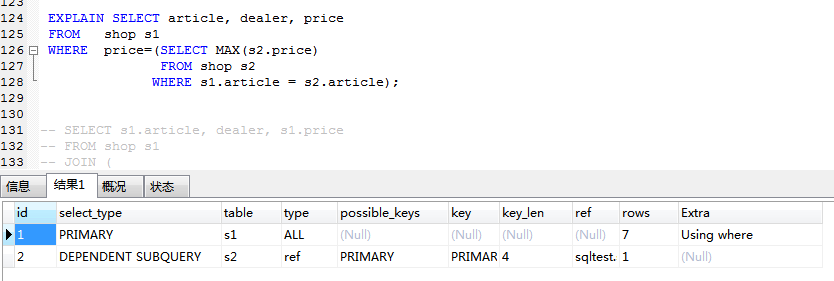 123
124 EXPLAIN SELECT article, dealer, price
125 FROM   shop s1
126 WHERE  price=(SELECT MAX(s2.price)
127               FROM shop s2
128              WHERE s1.article = s2.article);
129
130
131 -- SELECT s1.article, dealer, s1.price
132 -- FROM shop s1
133 -- JOIN (
信息 结果1 概况 状态
id select_type table type possible_keys key key_len ref rows Extra
1 PRIMARY s1 ALL (Null) (Null) (Null) (Null) 7 Using where
2 DEPENDENT SUBQUERY s2 ref PRIMARY PRIMAR 4 sqltest. 1 (Null)